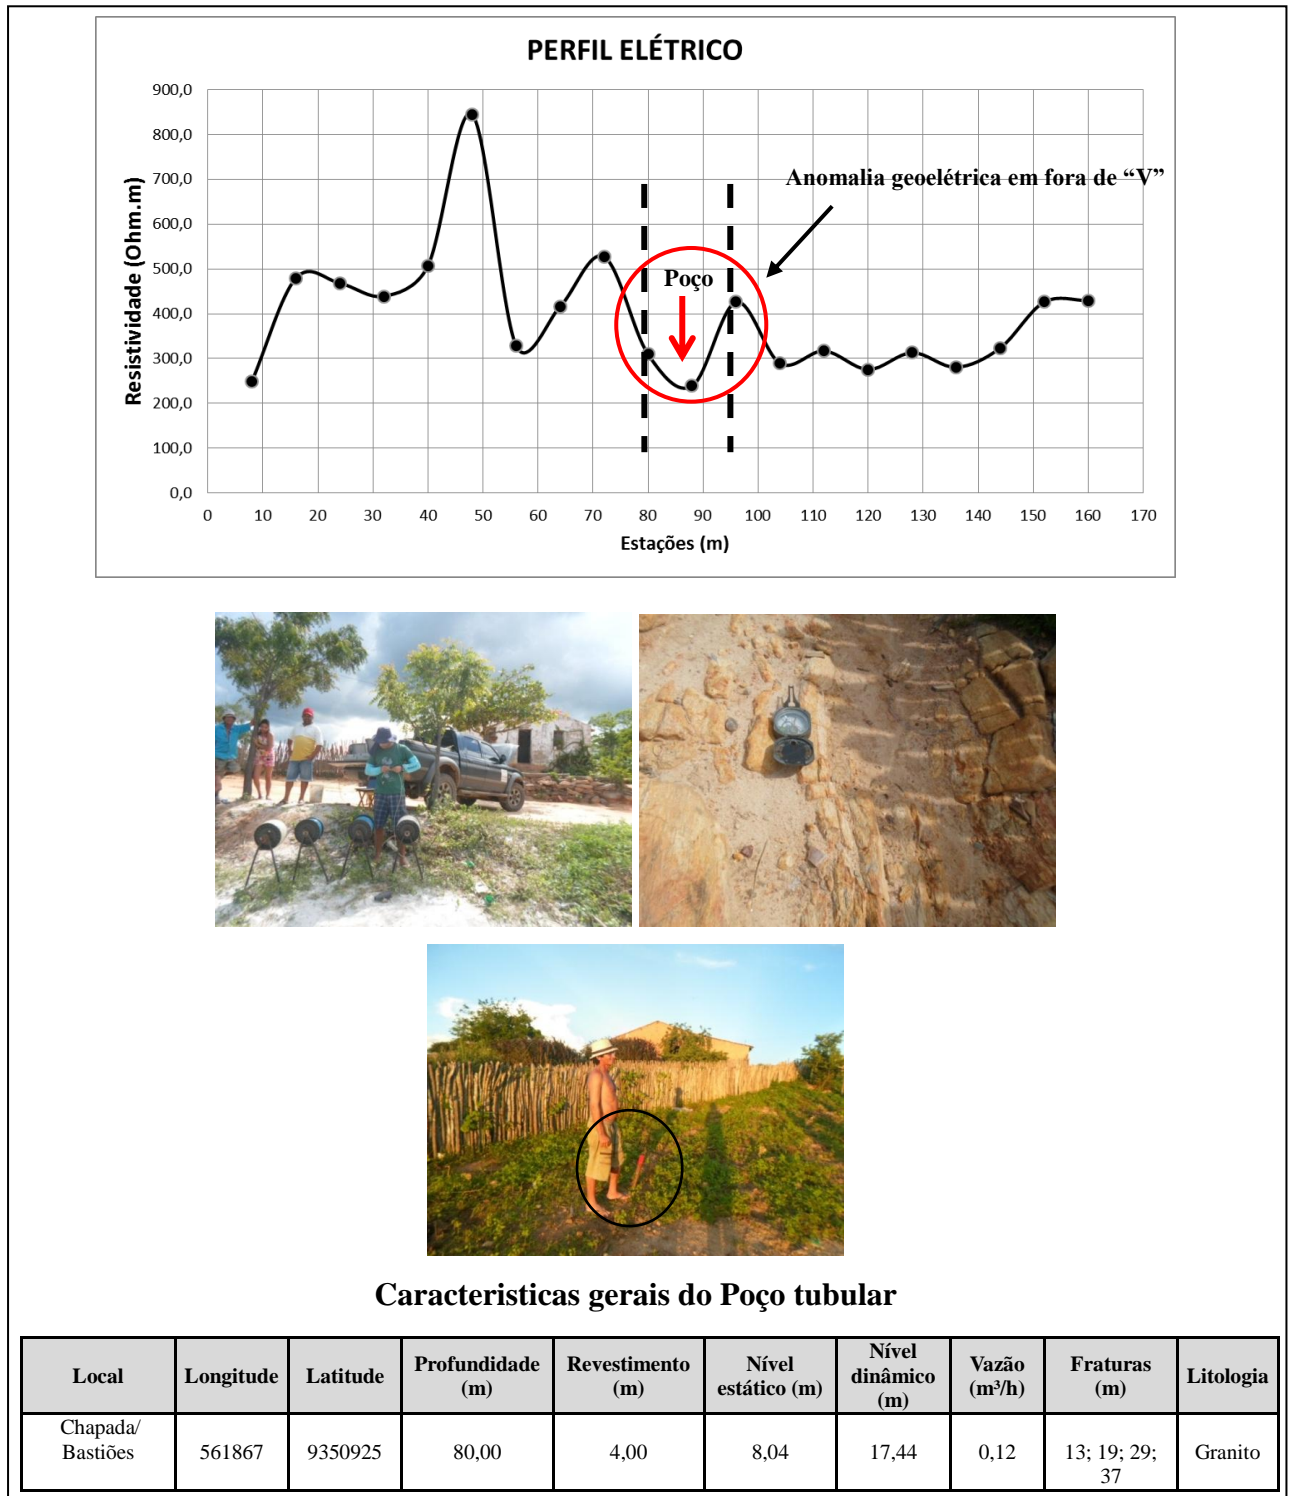 PERFIL ELÉTRICO
900,0
800,0
700,0
600,0
500,0
400,0
300,0
200,0
100,0
0,0
Resistividade (Ohm.m)
Anomalia geoelétrica em fora de “V”
Poço
0 10 20 30 40 50 60 70 80 90 100 110 120 130 140 150 160 170
Estações (m)
Caracteristicas gerais do Poço tubular
Local Longitude Latitude Profundidade (m) Revestimento (m) Nível estático (m) Nível dinâmico (m) Vazão (m³/h) Fraturas (m) Litologia
Chapada/ Bastiões 561867 9350925 80,00 4,00 8,04 17,44 0,12 13; 19; 29; 37 Granito